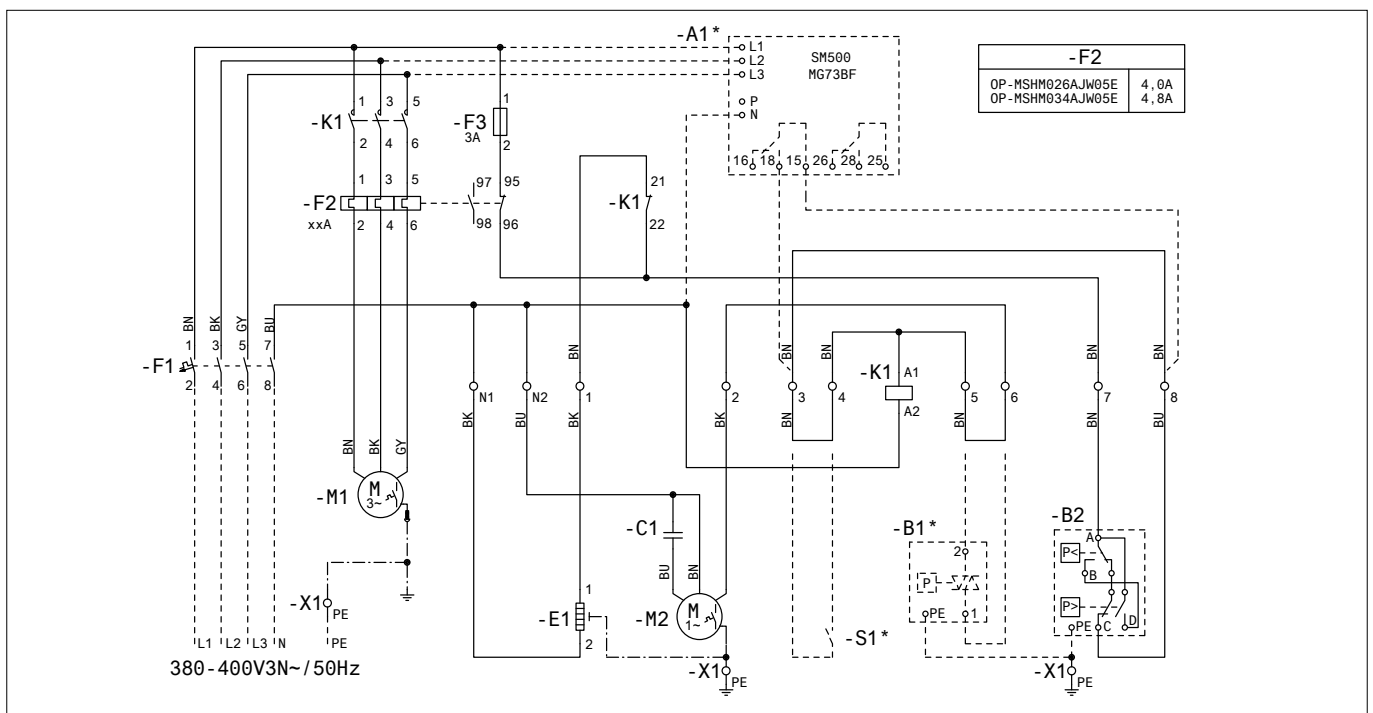 -A1*
L1
L2
L3
P
N
SM500
MG73BF
16 18 15 26 28 25
-F2
OP-MSHM026AJW05E 4,0A
OP-MSHM034AJW05E 4,8A
-K1
1 3 5
2 4 6
-F3
3A
1
2
-F2
xxA
1 3 5
2 4 6
97 95
98 96
-K1
21
22
BN BK GY BU
1 3 5 7
-F1
2 4 6 8
BN BK GY
-M1
M
3~
-X1
PE
PE
L1 L2 L3 N
380-400V3N~/50Hz
BN BN BN BN BN BN
N1 N2 1 2 3 4 5 6 7 8
-K1
A1
A2
BK BU BK BK BN BN BN BU
-C1
BU BN
-E1
1
2
-M2
M
1~
-X1
PE
-S1*
-B1*
2
P
PE
1
-B2
A
P<
B
P>
PE
C
D
-X1
PE